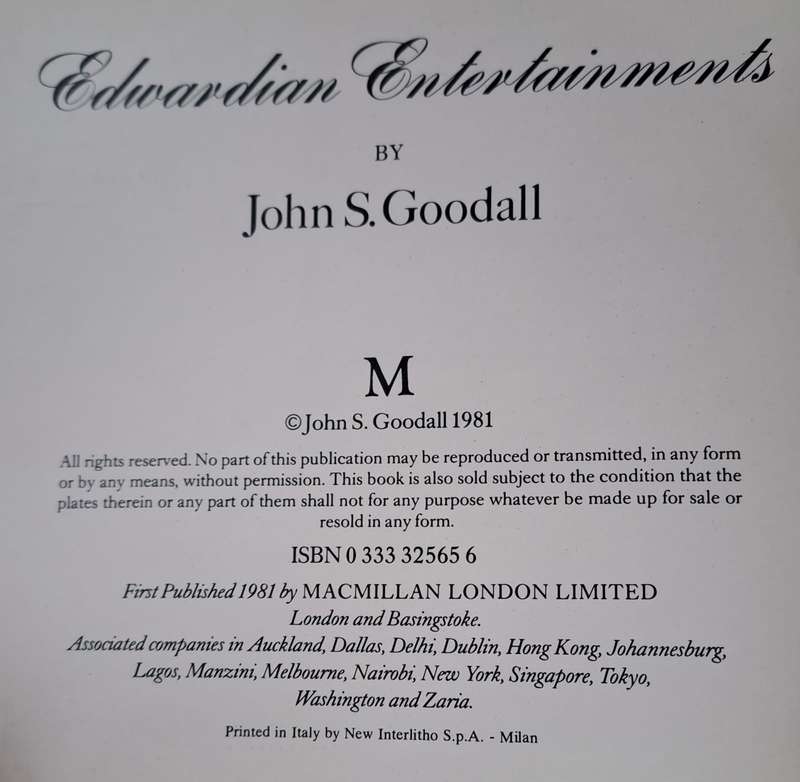 Edwardian Entertainments
BY
John S. Goodall
M
©John S. Goodall 1981
All rights reserved. No part of this publication may be reproduced or transmitted, in any form
or by any means, without permission. This book is also sold subject to the condition that the
plates therein or any part of them shall not for any purpose whatever be made up for sale or
resold in any form.
ISBN 0 333 32565 6
First Published 1981 by MACMILLAN LONDON LIMITED
London and Basingstoke.
Associated companies in Auckland, Dallas, Delhi, Dublin, Hong Kong, Johannesburg,
Lagos, Manzini, Melbourne, Nairobi, New York, Singapore, Tokyo,
Washington and Zaria.
Printed in Italy by New Interlitho S.p.A. - Milan